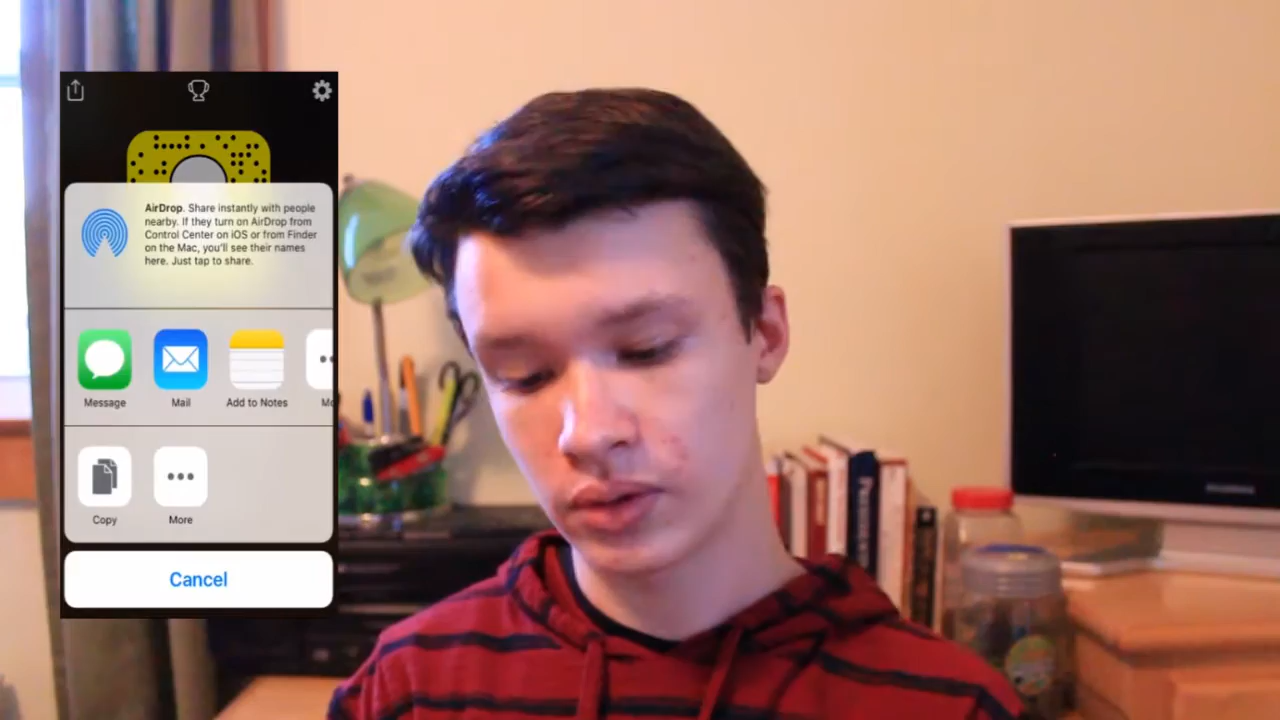 AirDrop. Share instantly with people
nearby. If they turn on AirDrop from
Control Center on iOS or from Finder
on the Mac, you'll see their names
here. Just tap to share.
Message
Mail
Add to Notes
Copy
More
Cancel